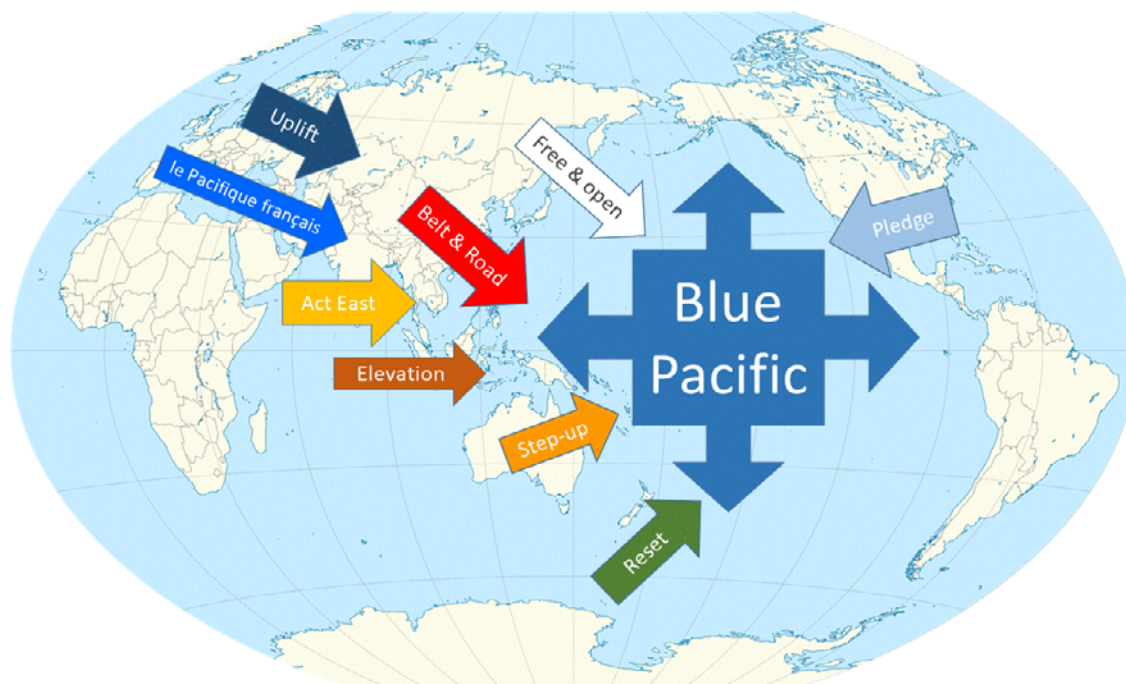 Uplift
le Pacifique français
Free & open
Belt & Road
Pledge
Act East
Blue
Pacific
Elevation
Step-up
Reset